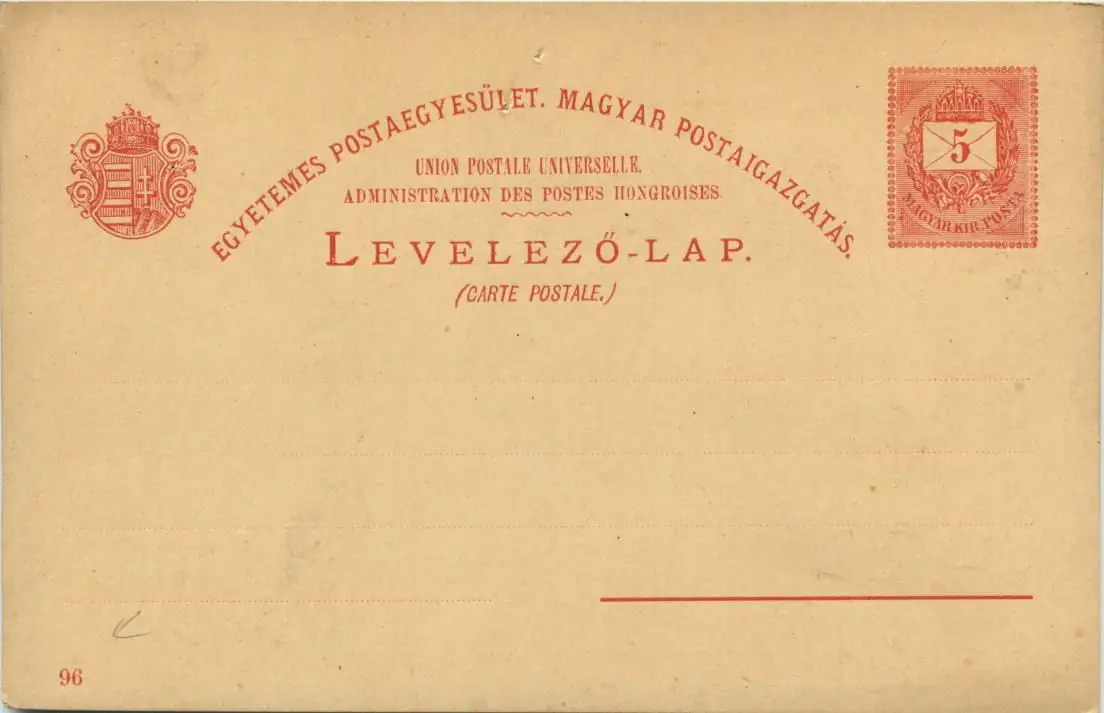 EGYETEMES POSTAEGYESÜLET. MAGYAR POSTAIGAZGATÁS.
UNION POSTALE UNIVERSELLE.
ADMINISTRATION DES POSTES HONGROISES
LEVELEZŐ-LAP.
(CARTE POSTALE.)
5
MAGYAR KIR. POSTA
96